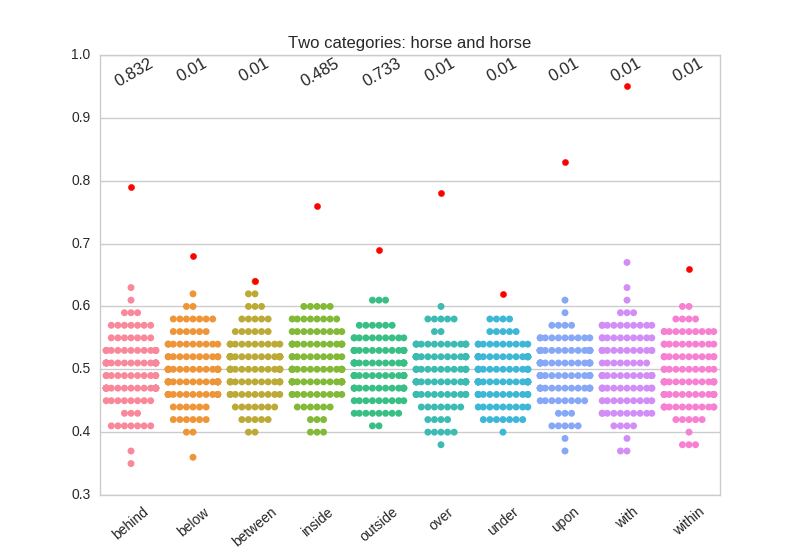 Two categories: horse and horse
0.832 0.01 0.01 0.485 0.733 0.01 0.01 0.01 0.01 0.01
1.0
0.9
0.8
0.7
0.6
0.5
0.4
0.3
behind below between inside outside over under upon with within